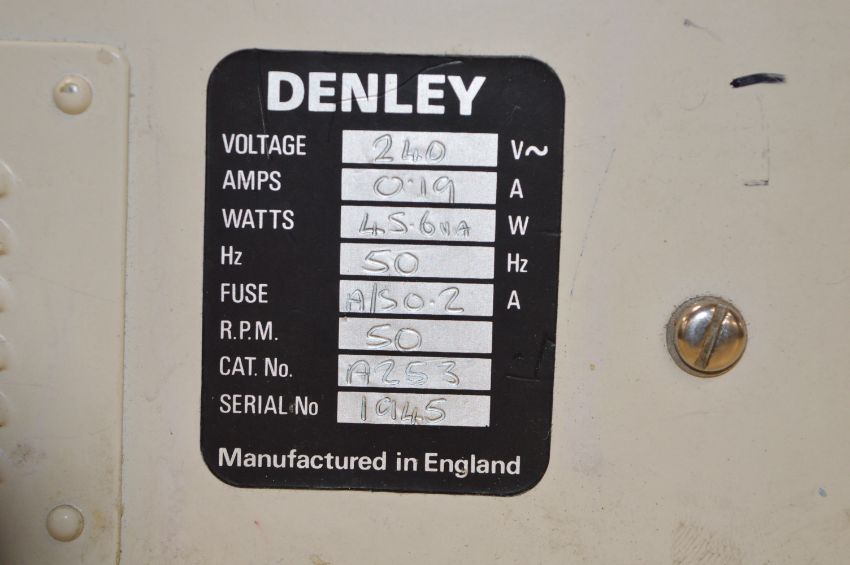 DENLEY
VOLTAGE 240 V~
AMPS 0.19 A
WATTS 45.6VA W
Hz 50 Hz
FUSE A/S0.2 A
R.P.M. 50
CAT. No. A253
SERIAL No 1945
Manufactured in England